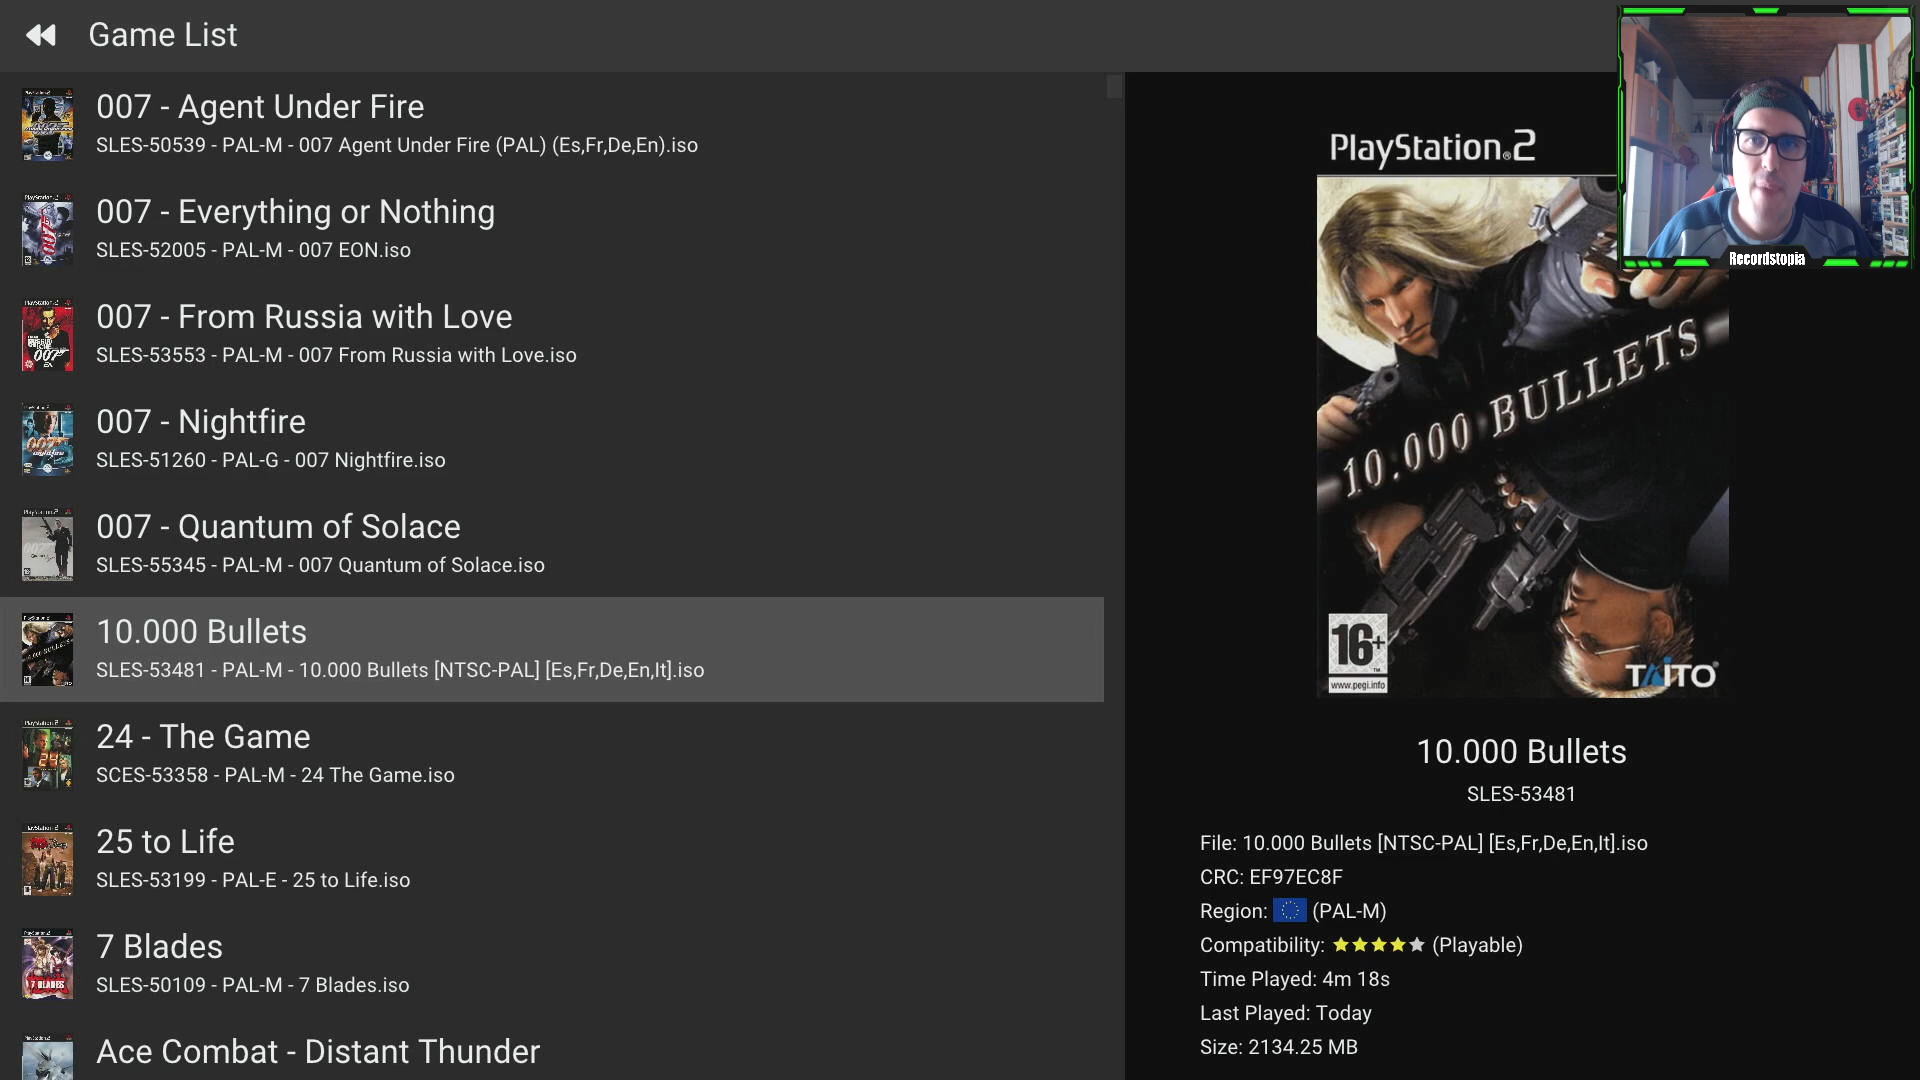 Game List
007 - Agent Under Fire
SLES-50539 - PAL-M - 007 Agent Under Fire (PAL) (Es,Fr,De,En).iso
007 - Everything or Nothing
SLES-52005 - PAL-M - 007 EON.iso
007 - From Russia with Love
SLES-53553 - PAL-M - 007 From Russia with Love.iso
007 - Nightfire
SLES-51260 - PAL-G - 007 Nightfire.iso
007 - Quantum of Solace
SLES-55345 - PAL-M - 007 Quantum of Solace.iso
10.000 Bullets
SLES-53481 - PAL-M - 10.000 Bullets [NTSC-PAL] [Es,Fr,De,En,It].iso
24 - The Game
SCES-53358 - PAL-M - 24 The Game.iso
25 to Life
SLES-53199 - PAL-E - 25 to Life.iso
7 Blades
SLES-50109 - PAL-M - 7 Blades.iso
Ace Combat - Distant Thunder
Recordstopia
PlayStation®2
10.000 BULLETS
16+
www.pegi.info
TAITO®
10.000 Bullets
SLES-53481
File: 10.000 Bullets [NTSC-PAL] [Es,Fr,De,En,It].iso
CRC: EF97EC8F
Region: (PAL-M)
Compatibility: ★★★★★ (Playable)
Time Played: 4m 18s
Last Played: Today
Size: 2134.25 MB